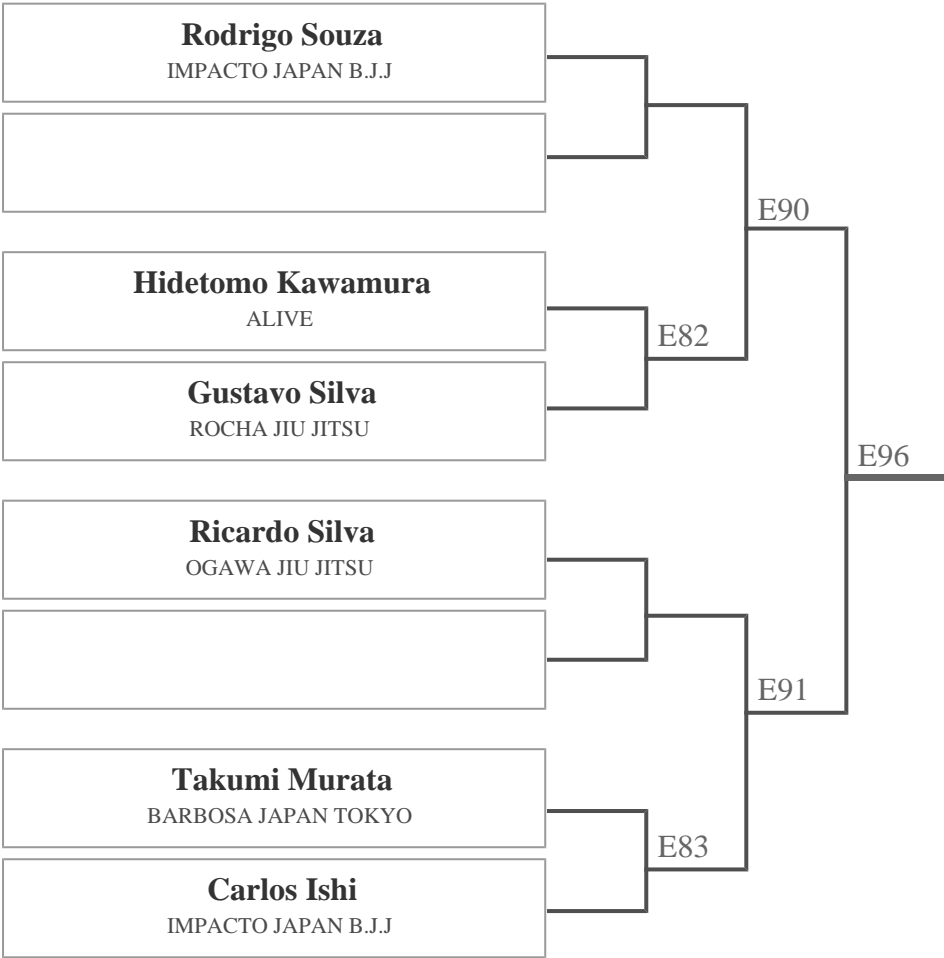 Rodrigo Souza
IMPACTO JAPAN B.J.J
E90
Hidetomo Kawamura
ALIVE
E82
Gustavo Silva
ROCHA JIU JITSU
E96
Ricardo Silva
OGAWA JIU JITSU
E91
Takumi Murata
BARBOSA JAPAN TOKYO
E83
Carlos Ishi
IMPACTO JAPAN B.J.J